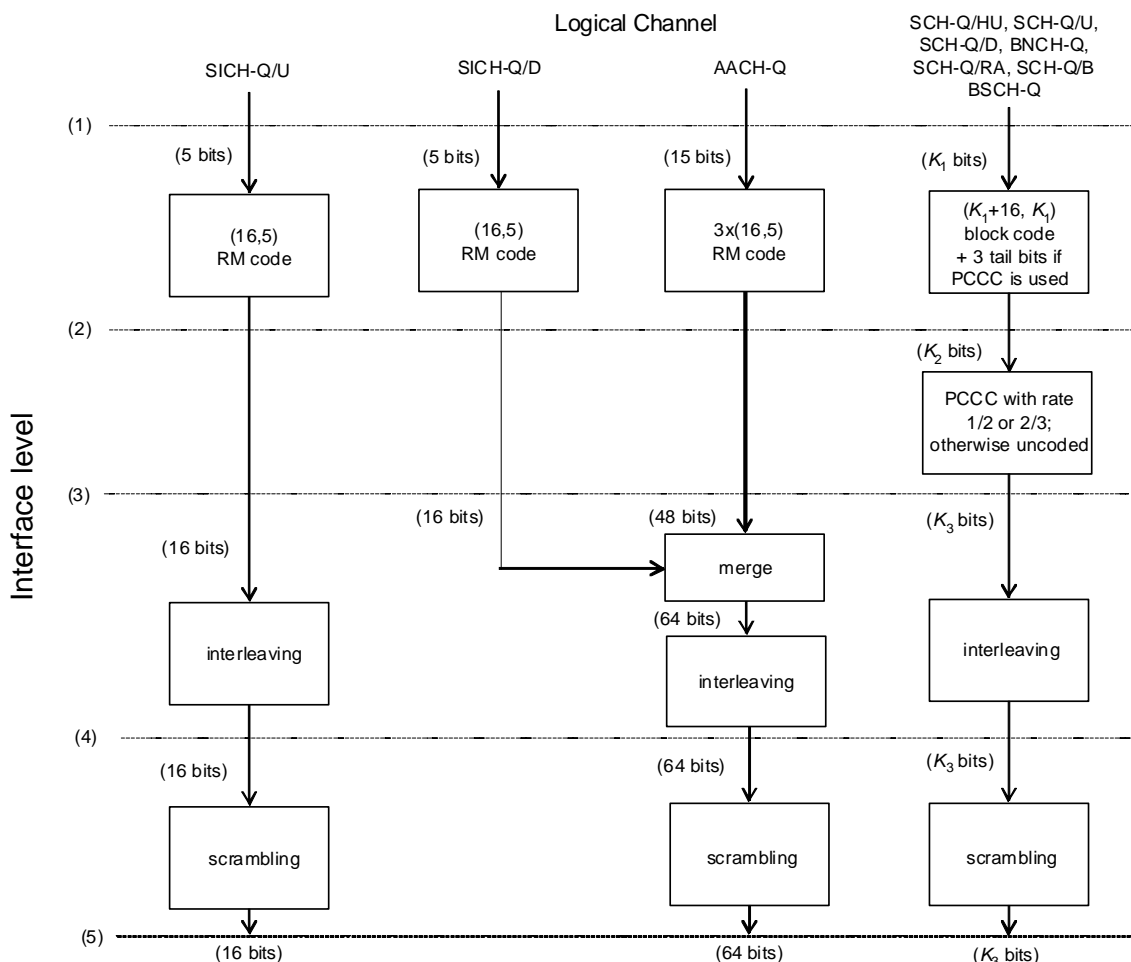 Logical Channel
SICH-Q/U
SICH-Q/D
AACH-Q
SCH-Q/HU, SCH-Q/U,
SCH-Q/D, BNCH-Q,
SCH-Q/RA, SCH-Q/B
BSCH-Q
(1)
(5 bits)
(5 bits)
(15 bits)
(K1 bits)
(16,5)
RM code
(16,5)
RM code
3x(16,5)
RM code
(K1+16, K1)
block code
+ 3 tail bits if
PCCC is used
(2)
(K2 bits)
PCCC with rate
1/2 or 2/3;
otherwise uncoded
Interface level
(3)
(16 bits)
(16 bits)
(48 bits)
(K3 bits)
merge
(64 bits)
interleaving
interleaving
interleaving
(4)
(16 bits)
(64 bits)
(K3 bits)
scrambling
scrambling
scrambling
(5)
(16 bits)
(64 bits)
(K3 bits)